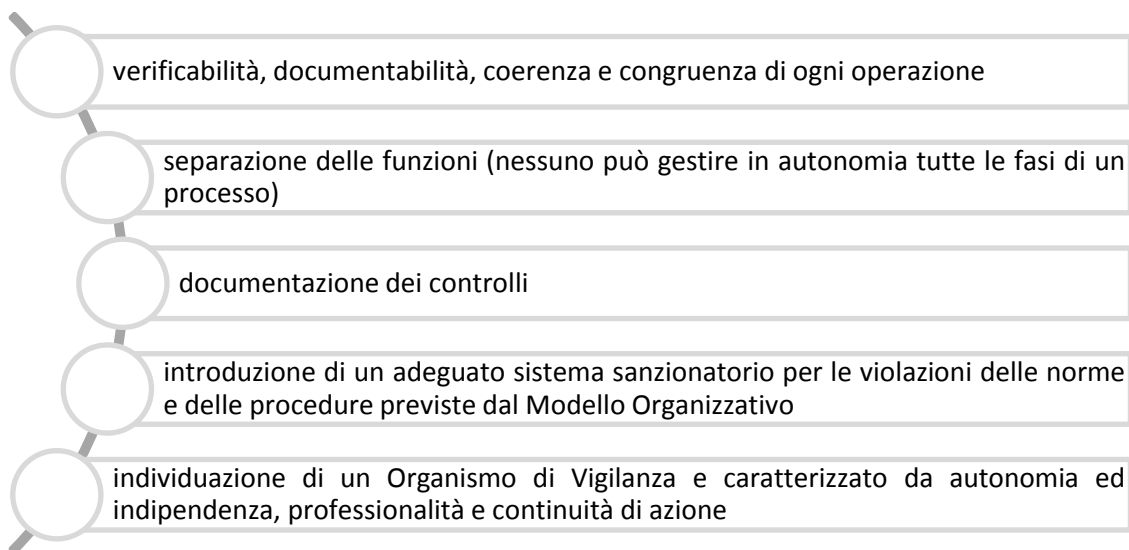 verificabilità, documentabilità, coerenza e congruenza di ogni operazione
separazione delle funzioni (nessuno può gestire in autonomia tutte le fasi di un
processo)
documentazione dei controlli
introduzione di un adeguato sistema sanzionatorio per le violazioni delle norme
e delle procedure previste dal Modello Organizzativo
individuazione di un Organismo di Vigilanza e caratterizzato da autonomia ed
indipendenza, professionalità e continuità di azione